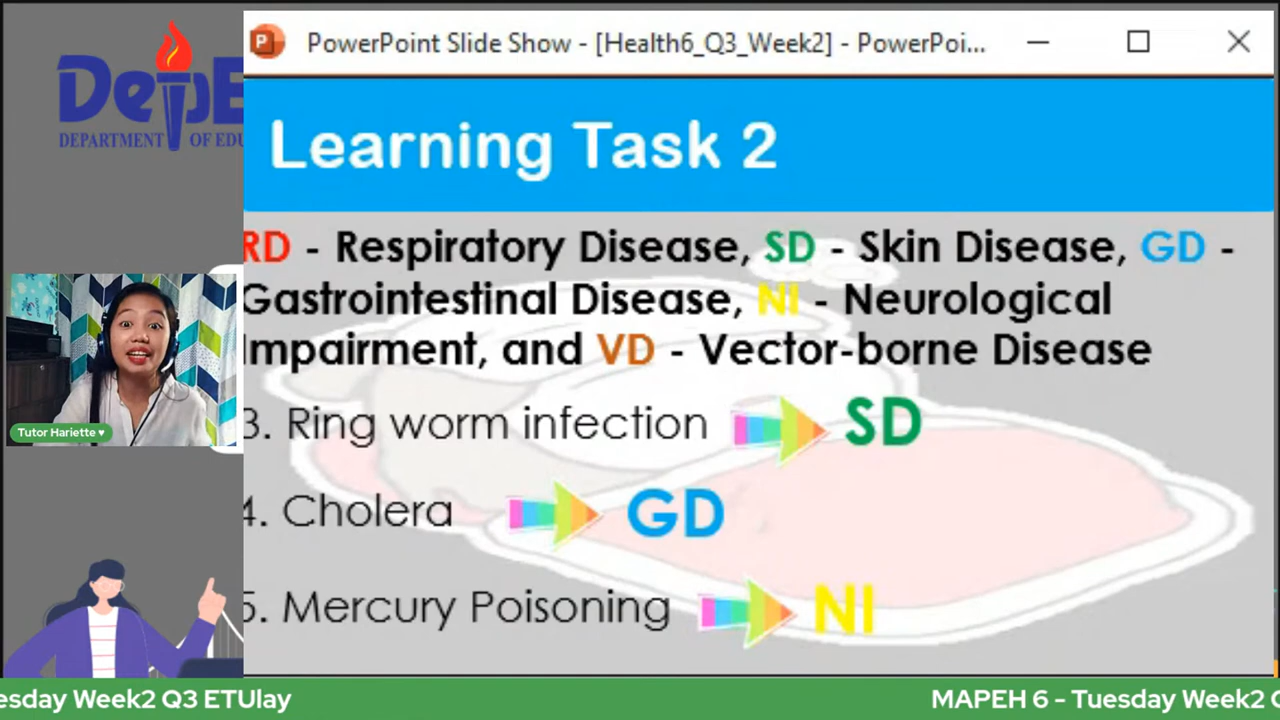 DepE
DEPARTMENT OF EDU
PowerPoint Slide Show - [Health6_Q3_Week2] - PowerPoi...
Learning Task 2
RD - Respiratory Disease, SD - Skin Disease, GD -
Gastrointestinal Disease, NI - Neurological
Impairment, and VD - Vector-borne Disease
3. Ring worm infection SD
4. Cholera GD
5. Mercury Poisoning NI
Tutor Hariette ♥
esday Week2 Q3 ETUlay
MAPEH 6 - Tuesday Week2 Q